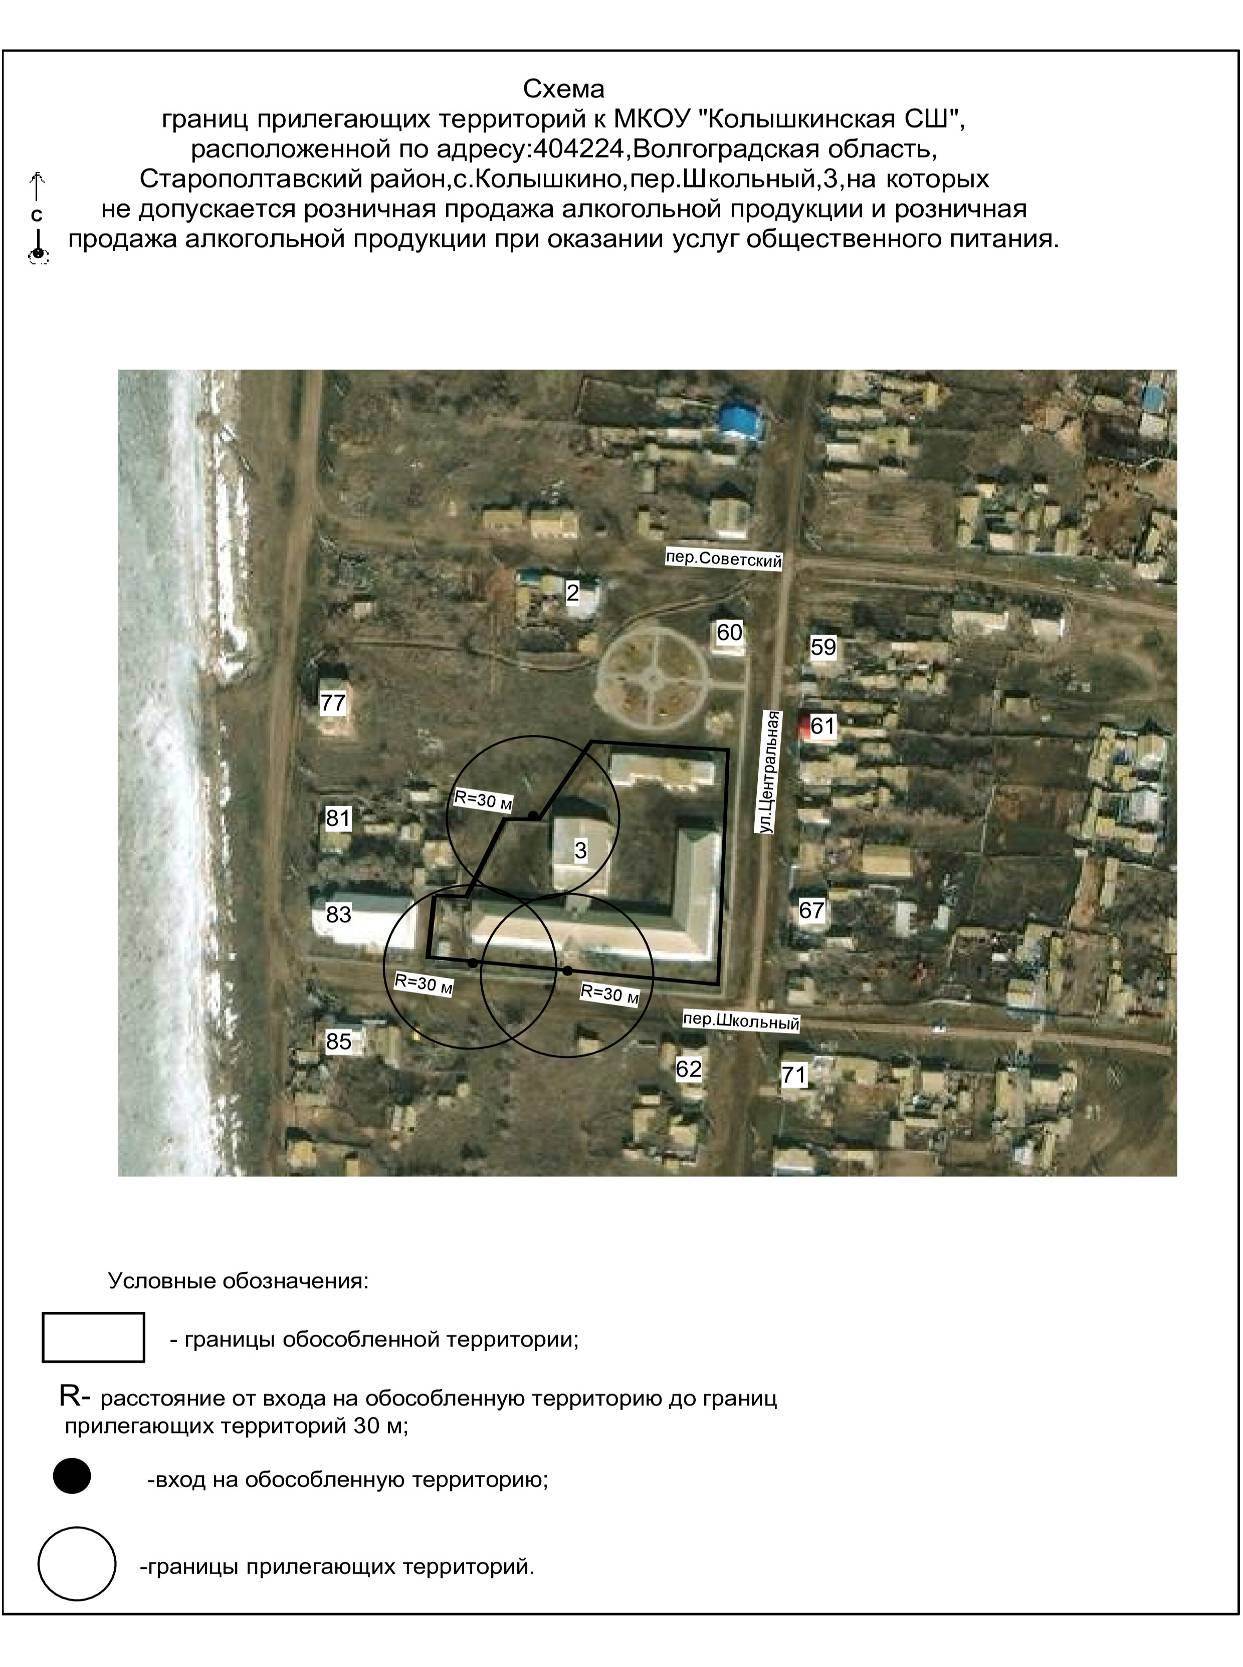 Схема
границ прилегающих территорий к МКОУ "Колышкинская СШ",
расположенной по адресу:404224,Волгоградская область,
Старополтавский район,с.Колышкино,пер.Школьный,3,на которых
не допускается розничная продажа алкогольной продукции и розничная
продажа алкогольной продукции при оказании услуг общественного питания.
С
пер.Советский
2
60
59
77
61
ул.Центральная
R=30 м
81
3
83
67
R=30 м
R=30 м
пер.Школьный
85
62
71
Условные обозначения:
- границы обособленной территории;
R- расстояние от входа на обособленную территорию до границ
прилегающих территорий 30 м;
-вход на обособленную территорию;
-границы прилегающих территорий.